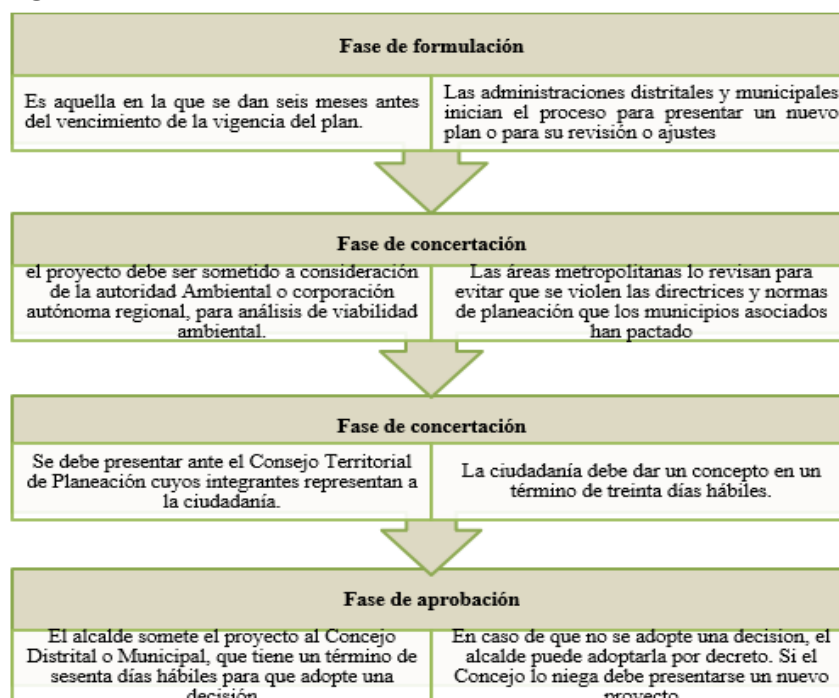 Fase de formulación
Es aquella en la que se dan seis meses antes
del vencimiento de la vigencia del plan.
Las administraciones distritales y municipales
inician el proceso para presentar un nuevo
plan o para su revisión o ajustes
Fase de concertación
el proyecto debe ser sometido a consideración
de la autoridad Ambiental o corporación
autónoma regional, para análisis de viabilidad
ambiental.
Las áreas metropolitanas lo revisan para
evitar que se violen las directrices y normas
de planeación que los municipios asociados
han pactado
Fase de concertación
Se debe presentar ante el Consejo Territorial
de Planeación cuyos integrantes representan a
la ciudadanía.
La ciudadanía debe dar un concepto en un
término de treinta días hábiles.
Fase de aprobación
El alcalde somete el proyecto al Concejo
Distrital o Municipal, que tiene un término de
sesenta días hábiles para que adopte una
decisión
En caso de que no se adopte una decision, el
alcalde puede adoptarla por decreto. Si el
Concejo lo niega debe presentarse un nuevo
proyecto